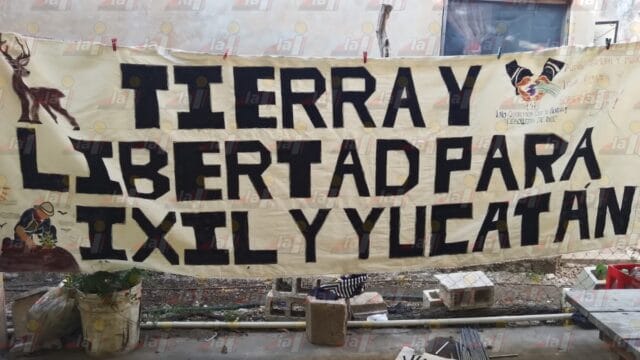 TIERRA Y
LIBERTAD PARA
IXIL Y YUCATÁN